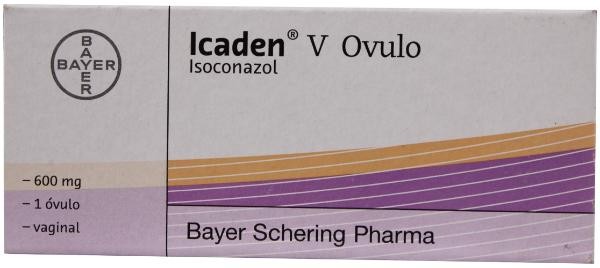 BAYER
BAYER
Icaden® V Ovulo
Isoconazol
– 600 mg
– 1 óvulo
– vaginal
Bayer Schering Pharma